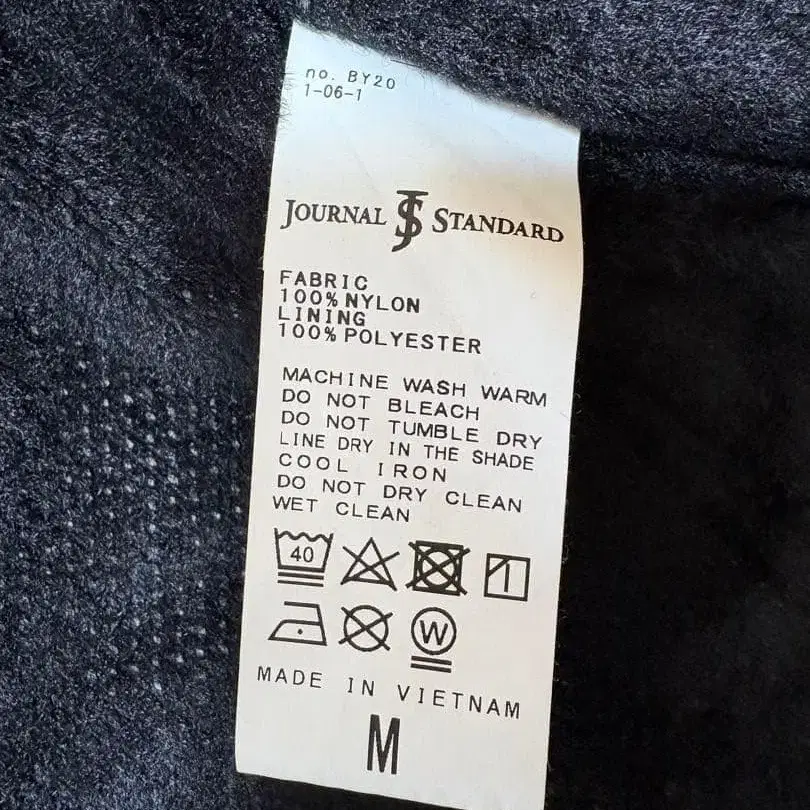 no. BY20
1-06-1
JOURNAL JS STANDARD
FABRIC
100% NYLON
LINING
100% POLYESTER
MACHINE WASH WARM
DO NOT BLEACH
DO NOT TUMBLE DRY
LINE DRY IN THE SHADE
COOL IRON
DO NOT DRY CLEAN
WET CLEAN
40
W
MADE IN VIETNAM
M